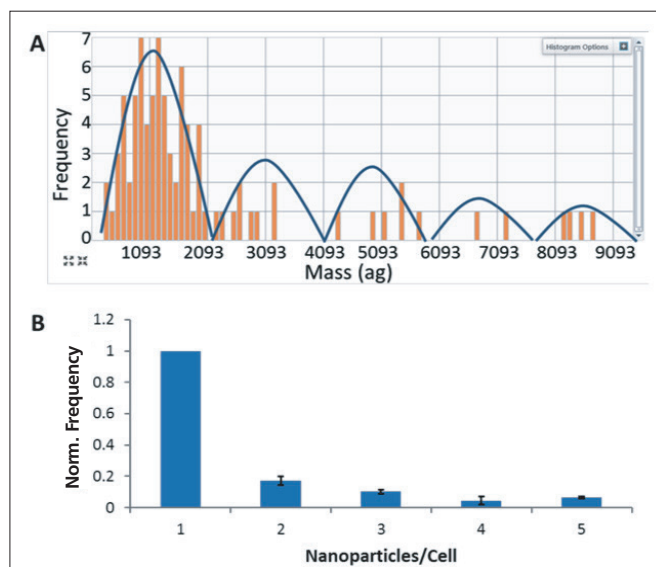 A
Histogram Options
7
6
5
4
3
2
1
0
Frequency
1093 2093 3093 4093 5093 6093 7093 8093 9093
Mass (ag)
B
1.2
1
0.8
0.6
0.4
0.2
0
Norm. Frequency
1 2 3 4 5
Nanoparticles/Cell